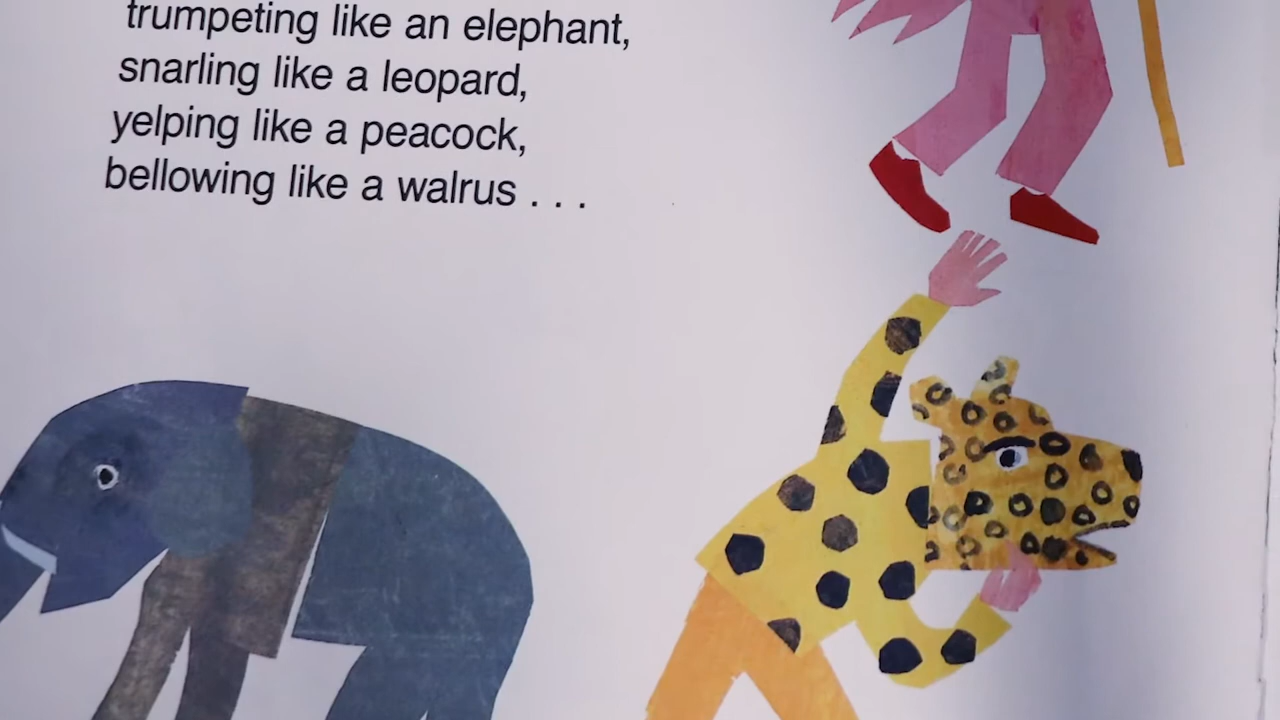 trumpeting like an elephant,
snarling like a leopard,
yelping like a peacock,
bellowing like a walrus . . .